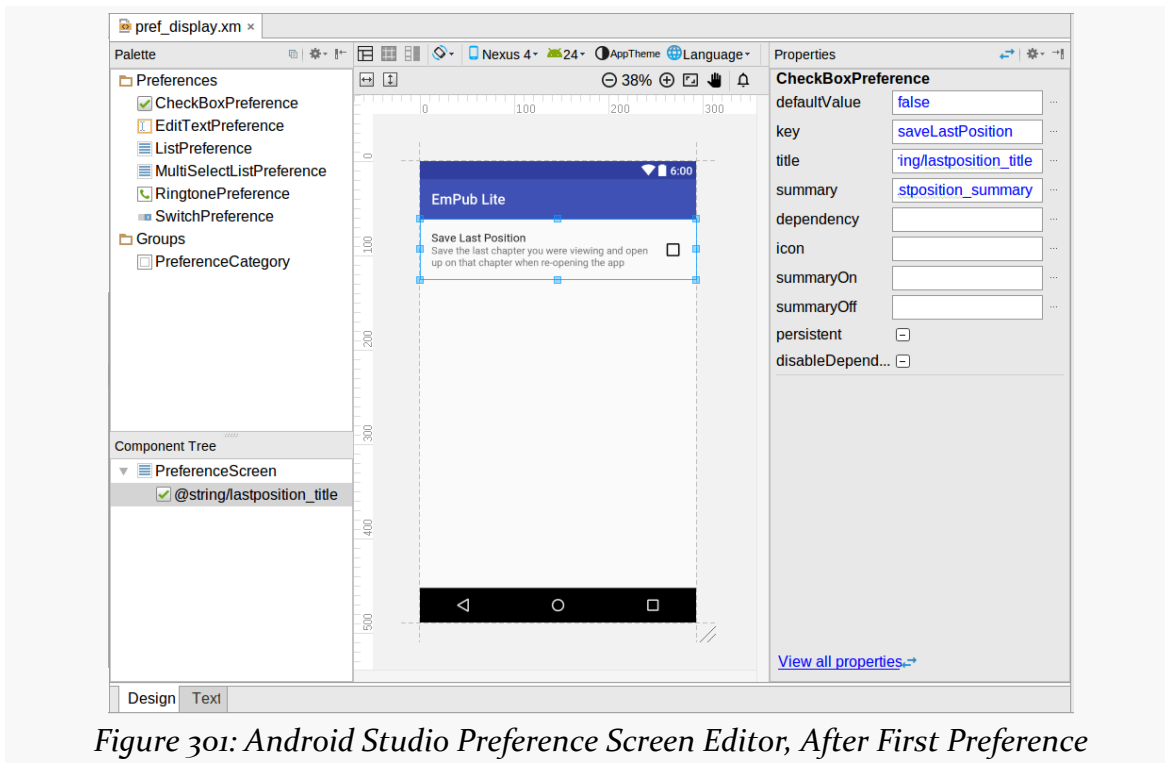 pref_display.xm ×
Palette
Nexus 4 24 AppTheme Language
Properties
Preferences
CheckBoxPreference
EditTextPreference
ListPreference
MultiSelectListPreference
RingtonePreference
SwitchPreference
Groups
PreferenceCategory
38%
0 100 200 300
0
100
200
300
400
500
6:00
EmPub Lite
Save Last Position
Save the last chapter you were viewing and open
up on that chapter when re-opening the app
CheckBoxPreference
defaultValue false ...
key saveLastPosition ...
title ring/lastposition_title ...
summary stposition_summary ...
dependency ...
icon ...
summaryOn ...
summaryOff ...
persistent
disableDepend...
View all properties
Component Tree
PreferenceScreen
@string/lastposition_title
Design Text
Figure 301: Android Studio Preference Screen Editor, After First Preference